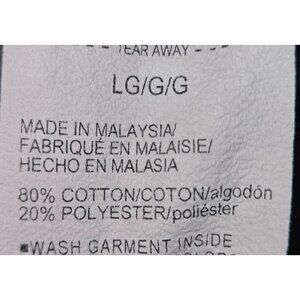 - - TEAR AWAY - - -
LG/G/G
MADE IN MALAYSIA/
FABRIQUÉ EN MALAISIE/
HECHO EN MALASIA
80% COTTON/COTON/algodón
20% POLYESTER/poliéster
▪WASH GARMENT INSIDE